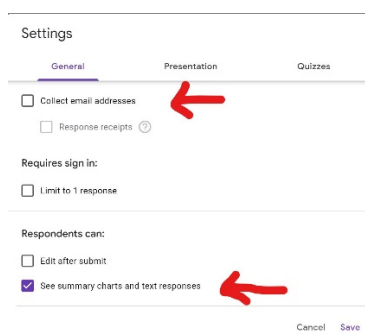 Settings
General Presentation Quizzes
Collect email addresses
Response receipts ?
Requires sign in:
Limit to 1 response
Respondents can:
Edit after submit
See summary charts and text responses
Cancel Save